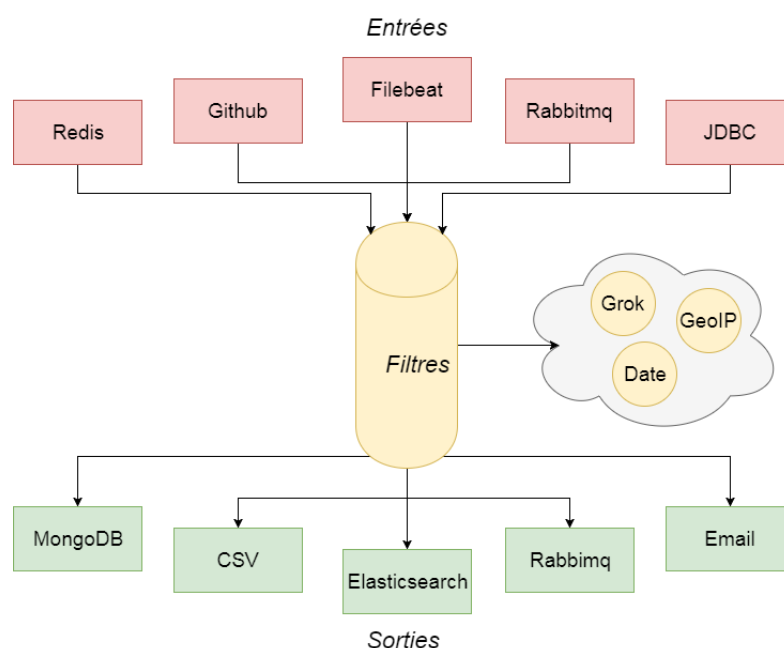 Entrées
Redis
Github
Filebeat
Rabbitmq
JDBC
Filtres
Grok
GeoIP
Date
MongoDB
CSV
Elasticsearch
Rabbimq
Email
Sorties